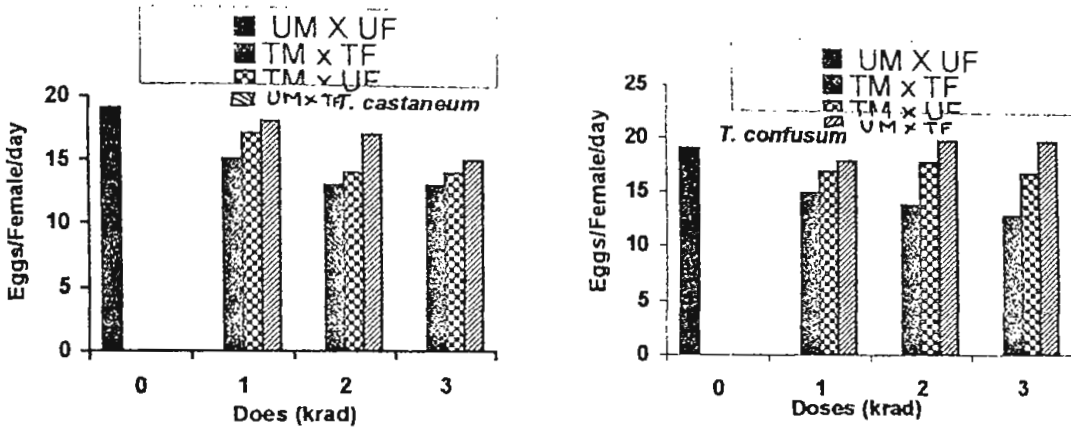 UM X UF
TM x TF
TM x UF
UM x TF T. castaneum
20
15
10
5
0
Eggs/Female/day
0 1 2 3
Does (krad)
UM X UF
TM x TF
TM x UF
UM x TF
T. confusum
25
20
15
10
5
0
Eggs/Female/day
0 1 2 3
Doses (krad)